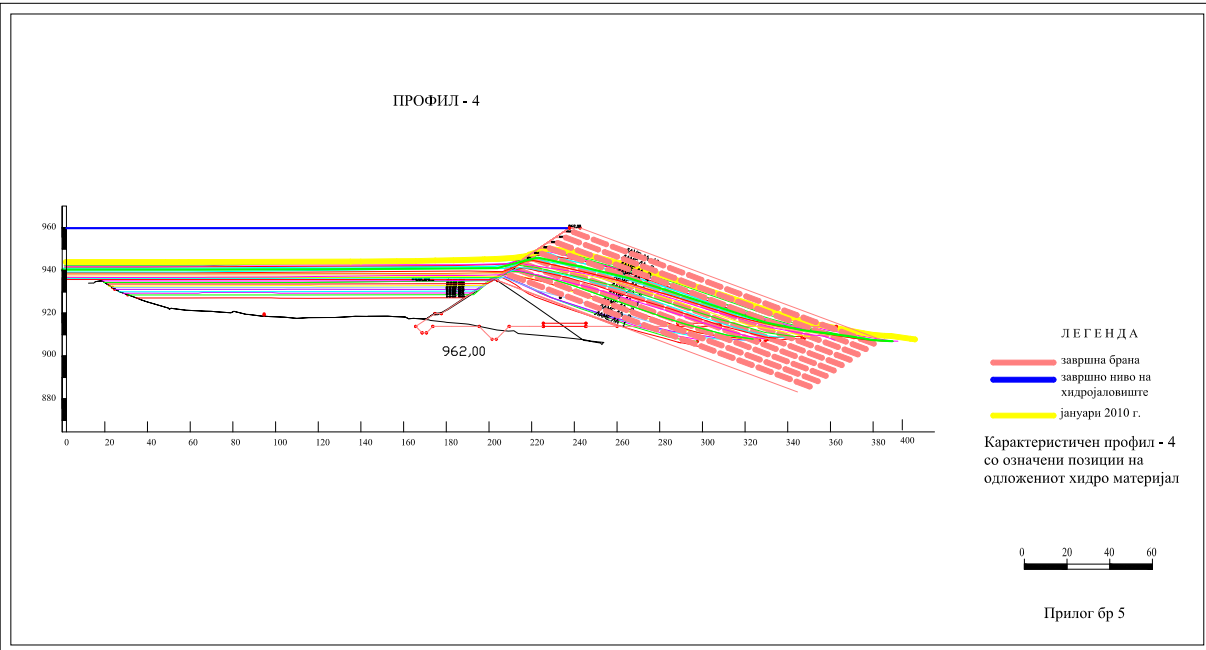 ПРОФИЛ - 4
960
940
920
900
880
962,00
0 20 40 60 80 100 120 140 160 180 200 220 240 260 280 300 320 340 360 380 400
Л Е Г Е Н Д А
завршна брана
завршно ниво на
хидројаловиште
јануари 2010 г.
Карактеристичен профил - 4
со означени позиции на
одложениот хидро материјал
0 20 40 60
Прилог бр 5